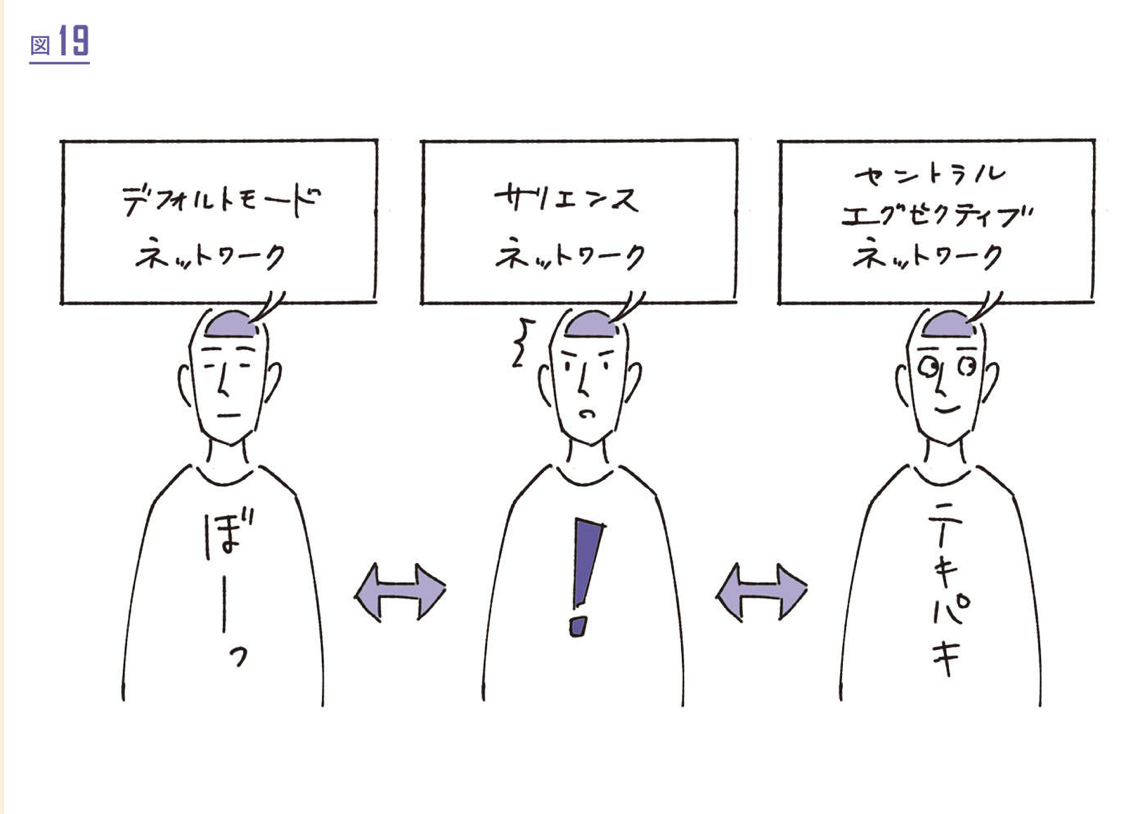 図19
デフォルトモード
ネットワーク
サリエンス
ネットワーク
セントラル
エグゼクティブ
ネットワーク
ぼーっ
!
テキパキ